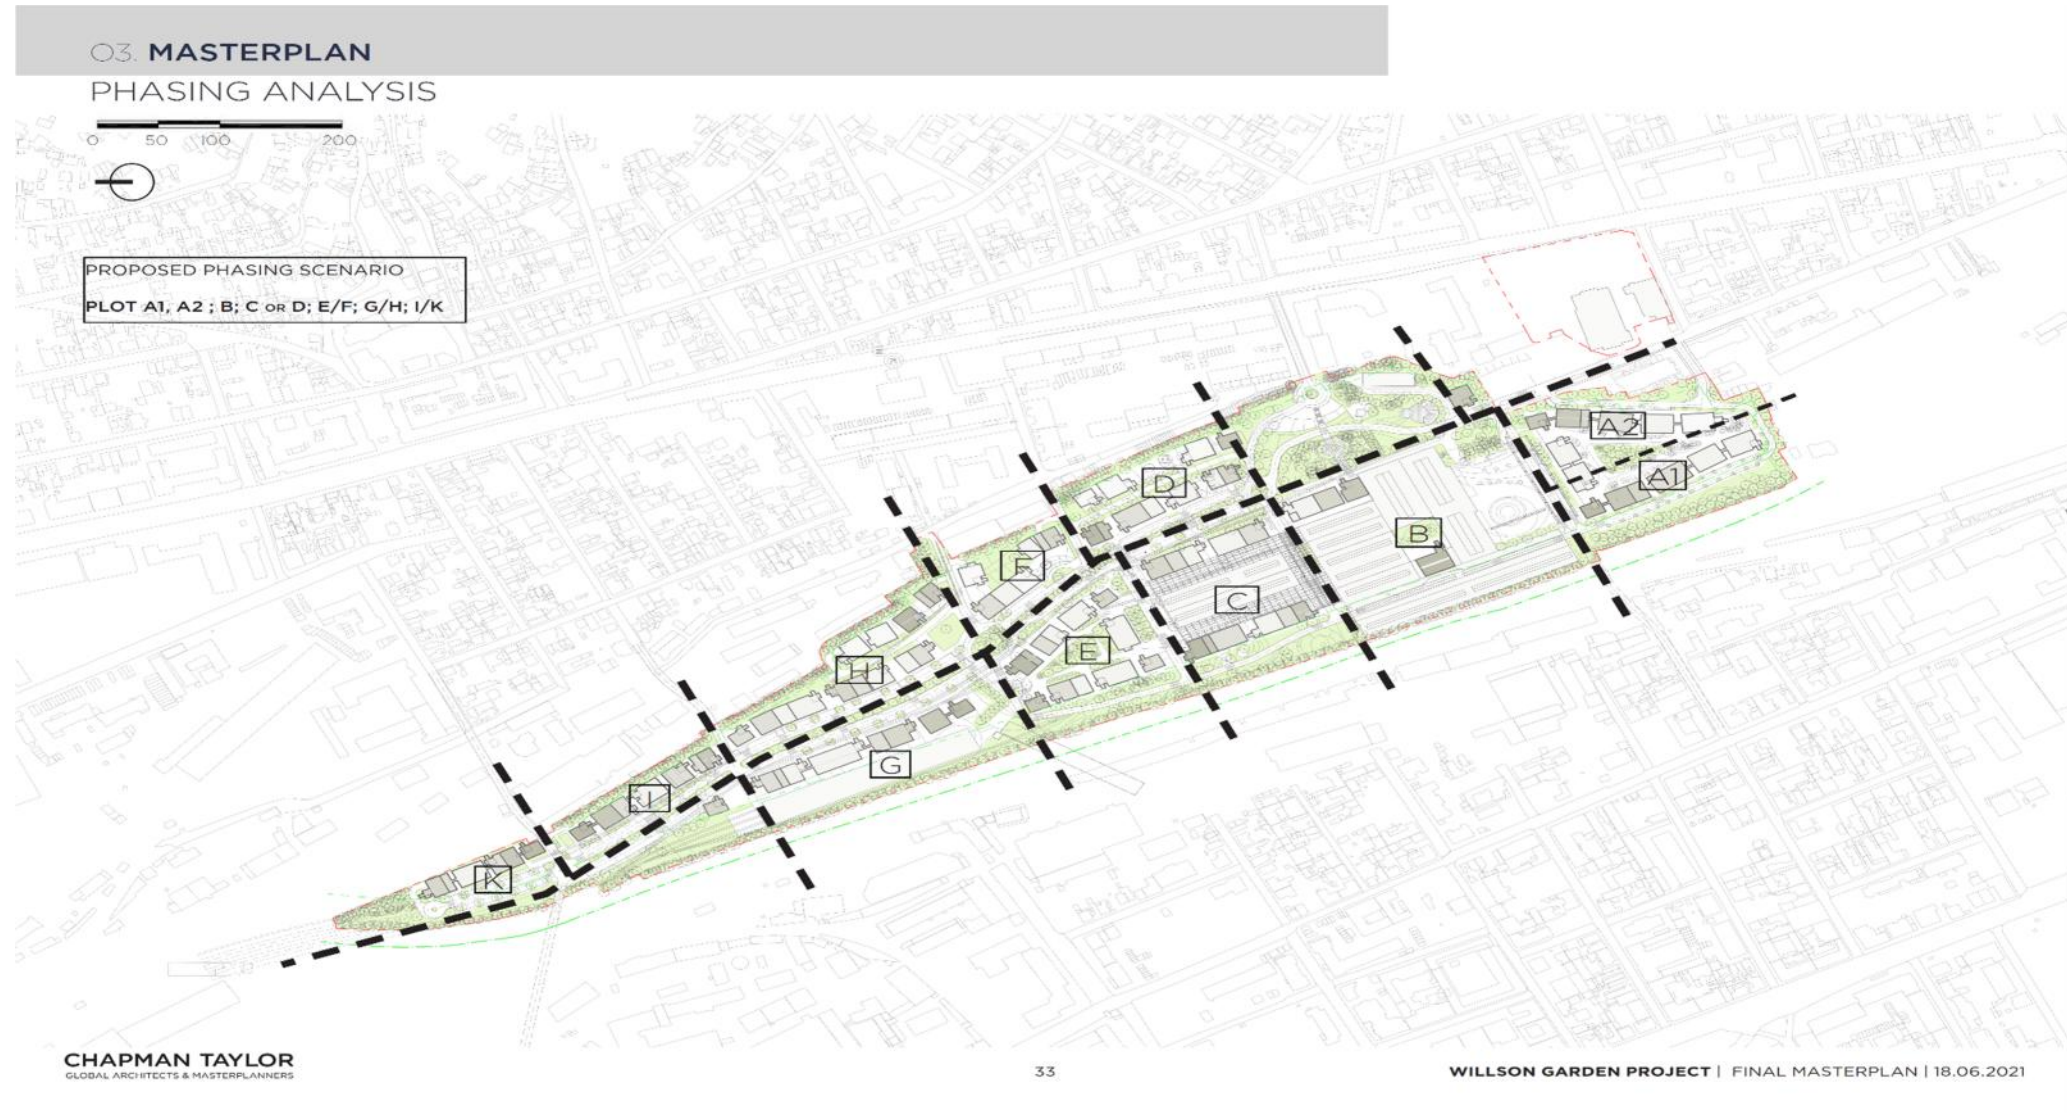 03. MASTERPLAN
PHASING ANALYSIS
0 50 100 200
PROPOSED PHASING SCENARIO
PLOT A1, A2 ; B; C OR D; E/F; G/H; I/K
A2
A1
D
B
F
C
E
H
G
I
K
CHAPMAN TAYLOR
GLOBAL ARCHITECTS & MASTERPLANNERS
33
WILLSON GARDEN PROJECT | FINAL MASTERPLAN | 18.06.2021